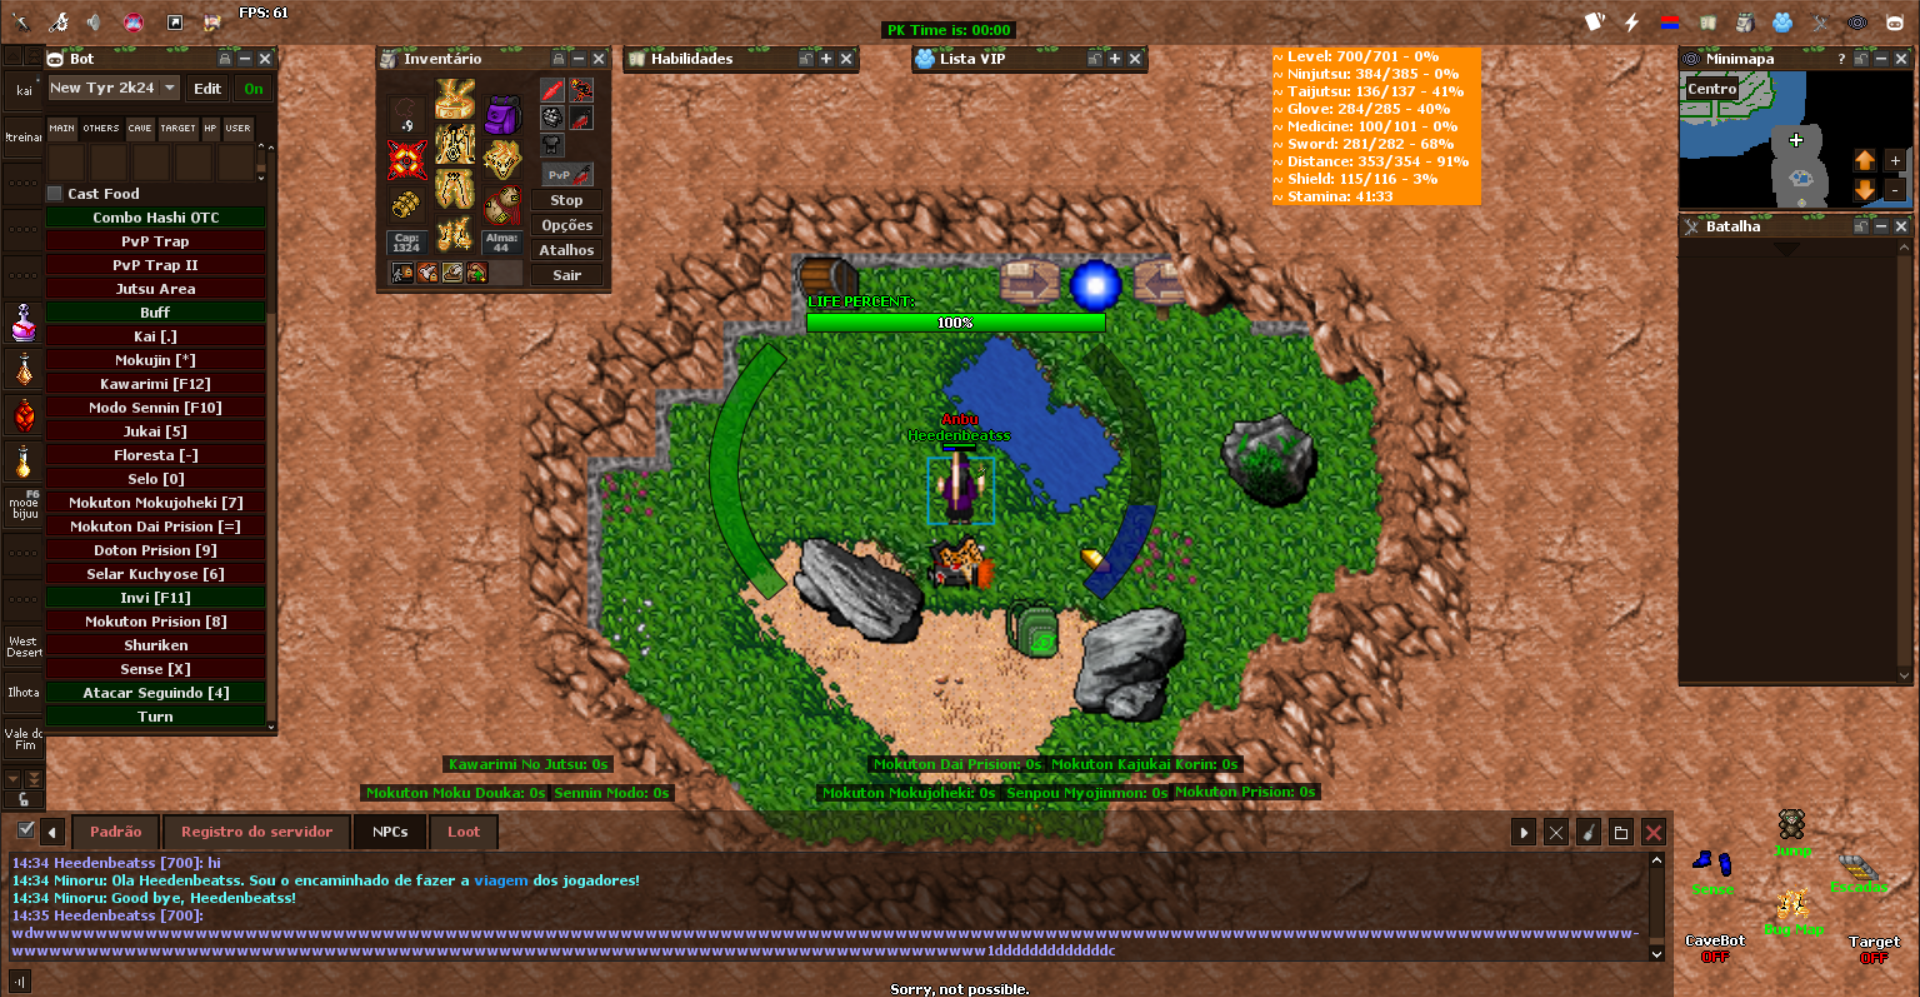 FPS: 61
PK Time is: 00:00
Bot
New Tyr 2k24
Edit
On
MAIN
OTHERS
CAVE
TARGET
HP
USER
Cast Food
Combo Hashi OTC
PvP Trap
PvP Trap II
Jutsu Area
Buff
Kai [.]
Mokujin [*]
Kawarimi [F12]
Modo Sennin [F10]
Jukai [5]
Floresta [-]
Selo [0]
Mokuton Mokujoheki [7]
Mokuton Dai Prision [=]
Doton Prision [9]
Selar Kuchyose [6]
Invi [F11]
Mokuton Prision [8]
Shuriken
Sense [X]
Atacar Seguindo [4]
Turn
kai
!treinar
F6
mode
bijuu
West
Desert
Ilhota
Vale do
Fim
Inventário
.9
Cap:
1324
Alma:
44
PvP
Stop
Opções
Atalhos
Sair
Habilidades
Lista VIP
~ Level: 700/701 - 0%
~ Ninjutsu: 384/385 - 0%
~ Taijutsu: 136/137 - 41%
~ Glove: 284/285 - 40%
~ Medicine: 100/101 - 0%
~ Sword: 281/282 - 68%
~ Distance: 353/354 - 91%
~ Shield: 115/116 - 3%
~ Stamina: 41:33
Minimapa
?
Centro
+
-
Batalha
LIFE PERCENT:
100%
Anbu
Heedenbeatss
Kawarimi No Jutsu: 0s
Mokuton Dai Prision: 0s
Mokuton Kajukai Korin: 0s
Mokuton Moku Douka: 0s
Sennin Modo: 0s
Mokuton Mokujoheki: 0s
Senpou Myojinmon: 0s
Mokuton Prision: 0s
Padrão
Registro do servidor
NPCs
Loot
14:34 Heedenbeatss [700]: hi
14:34 Minoru: Ola Heedenbeatss. Sou o encaminhado de fazer a viagem dos jogadores!
14:34 Minoru: Good bye, Heedenbeatss!
14:35 Heedenbeatss [700]:
Jump
Sense
Escadas
Bug Map
CaveBot
OFF
Target
OFF
Sorry, not possible.